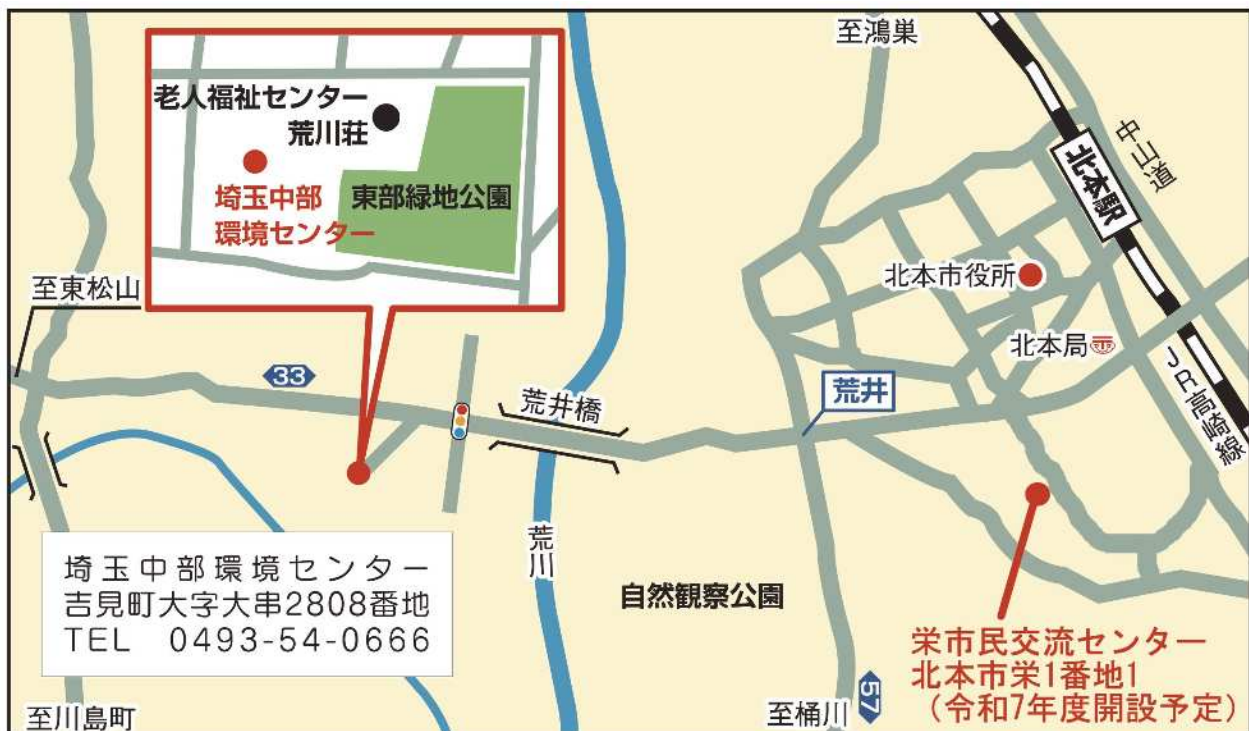 至鴻巣
老人福祉センター
荒川荘
埼玉中部
環境センター
東部緑地公園
中山道
北本駅
北本市役所
至東松山
北本局
JR高崎線
33
荒井橋
荒井
荒川
埼玉中部環境センター
吉見町大字大串2808番地
TEL 0493-54-0666
自然観察公園
栄市民交流センター
北本市栄1番地1
（令和7年度開設予定）
57
至川島町
至桶川